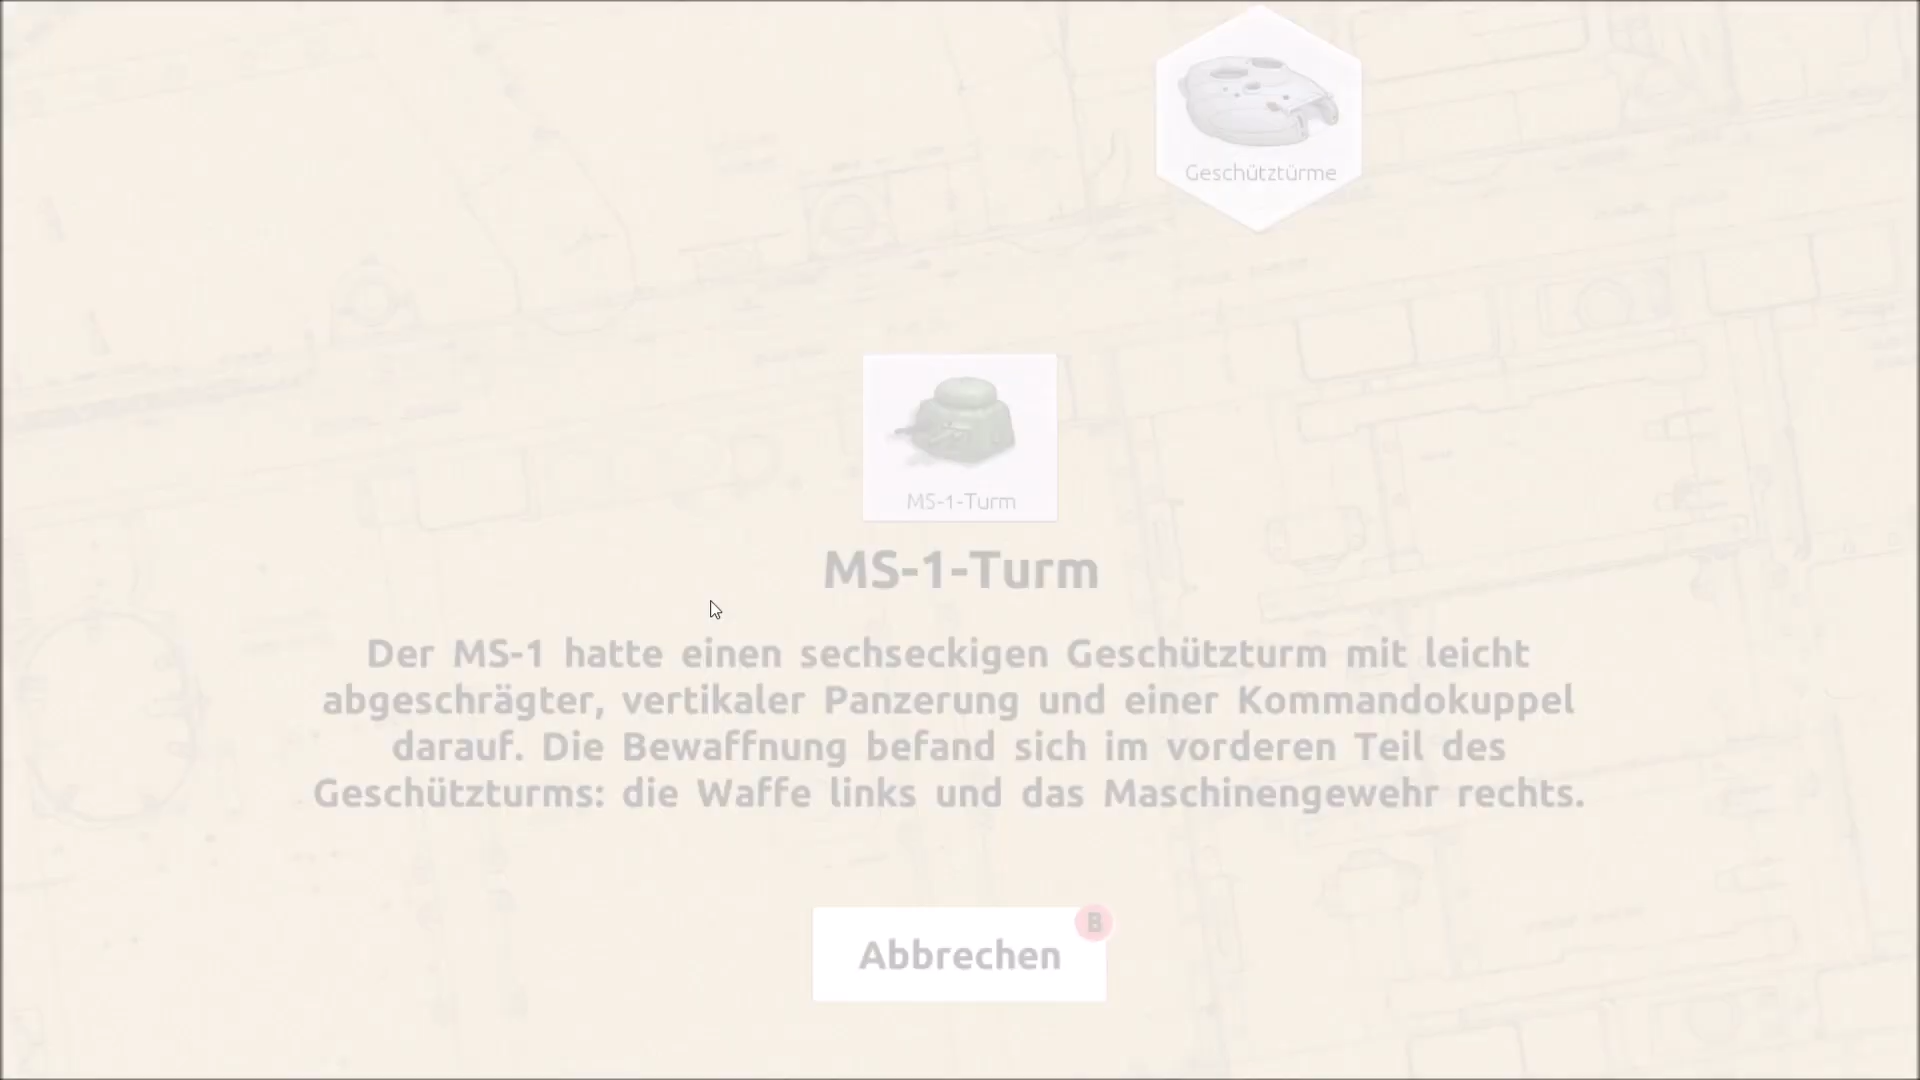 Geschütztürme
MS-1-Turm
MS-1-Turm
Der MS-1 hatte einen sechseckigen Geschützturm mit leicht
abgeschrägter, vertikaler Panzerung und einer Kommandokuppel
darauf. Die Bewaffnung befand sich im vorderen Teil des
Geschützturms: die Waffe links und das Maschinengewehr rechts.
B
Abbrechen